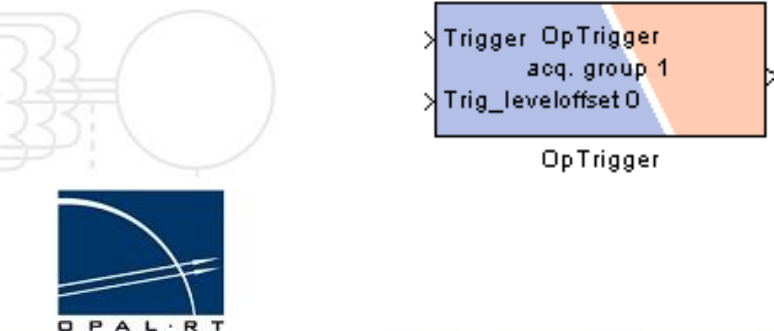 Trigger OpTrigger
acq. group 1
Trig_leveloffset 0
OpTrigger
OPAL·RT